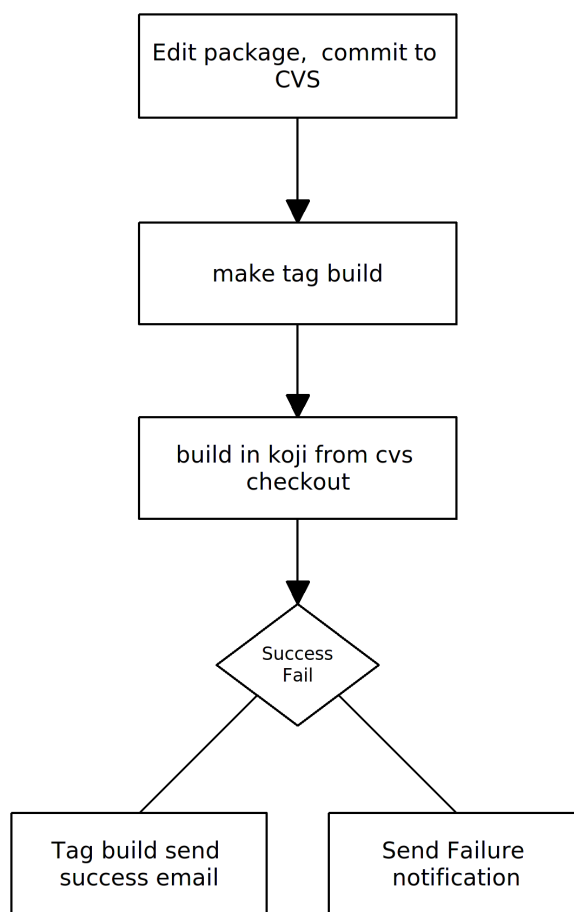 Edit package,  commit to
CVS
make tag build
build in koji from cvs
checkout
Success
Fail
Tag build send
success email
Send Failure
notification